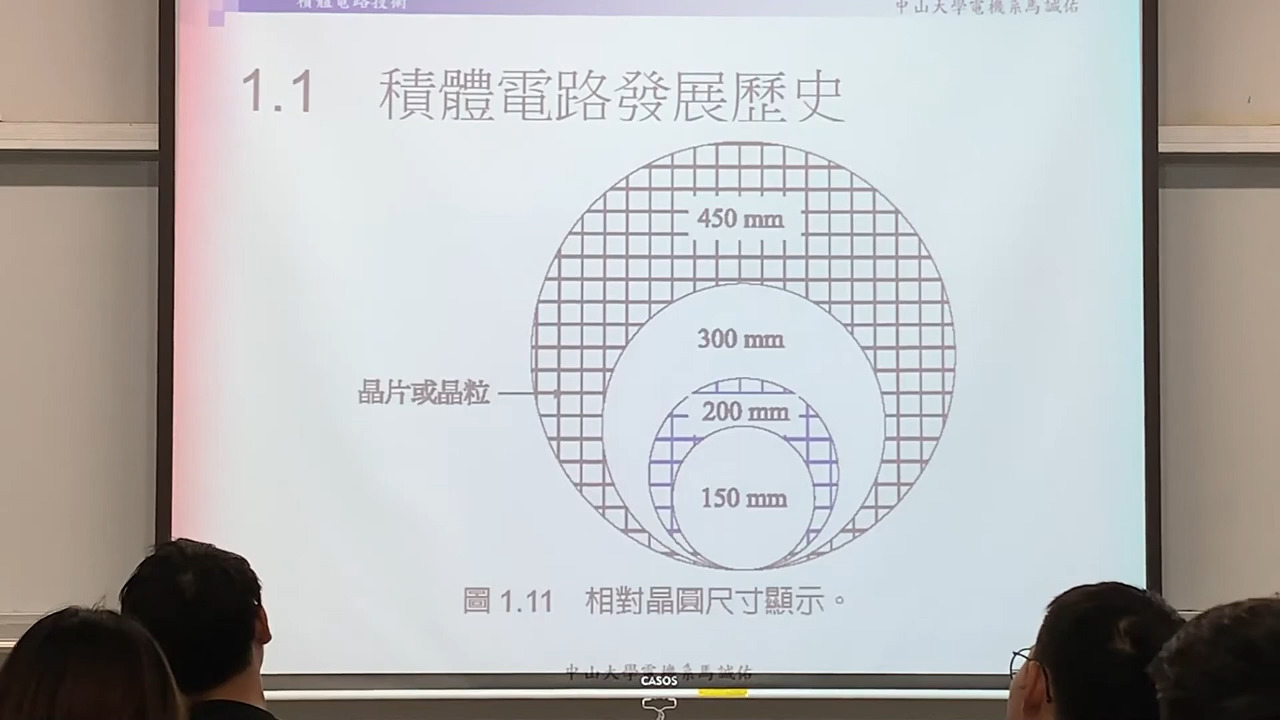 積體電路技術
中山大學電機系馬誠佑
1.1 積體電路發展歷史
450 mm
300 mm
晶片或晶粒
200 mm
150 mm
圖 1.11 相對晶圓尺寸顯示。
中山大學電機系馬誠佑
CASOS